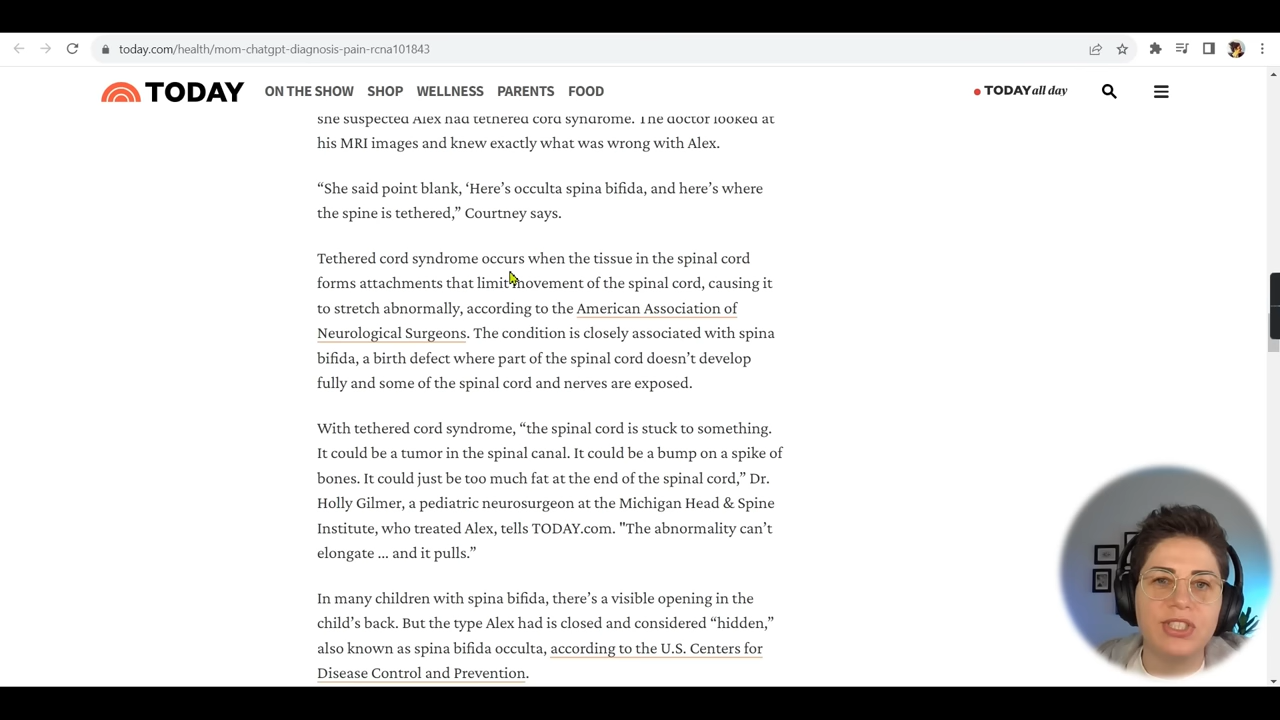 today.com/health/mom-chatgpt-diagnosis-pain-rcna101843
TODAY
ON THE SHOW SHOP WELLNESS PARENTS FOOD
TODAY all day
she suspected Alex had tethered cord syndrome. The doctor looked at
his MRI images and knew exactly what was wrong with Alex.
“She said point blank, ‘Here’s occulta spina bifida, and here’s where
the spine is tethered,” Courtney says.
Tethered cord syndrome occurs when the tissue in the spinal cord
forms attachments that limit movement of the spinal cord, causing it
to stretch abnormally, according to the American Association of
Neurological Surgeons. The condition is closely associated with spina
bifida, a birth defect where part of the spinal cord doesn’t develop
fully and some of the spinal cord and nerves are exposed.
With tethered cord syndrome, “the spinal cord is stuck to something.
It could be a tumor in the spinal canal. It could be a bump on a spike of
bones. It could just be too much fat at the end of the spinal cord,” Dr.
Holly Gilmer, a pediatric neurosurgeon at the Michigan Head & Spine
Institute, who treated Alex, tells TODAY.com. "The abnormality can’t
elongate ... and it pulls.”
In many children with spina bifida, there’s a visible opening in the
child’s back. But the type Alex had is closed and considered “hidden,”
also known as spina bifida occulta, according to the U.S. Centers for
Disease Control and Prevention.